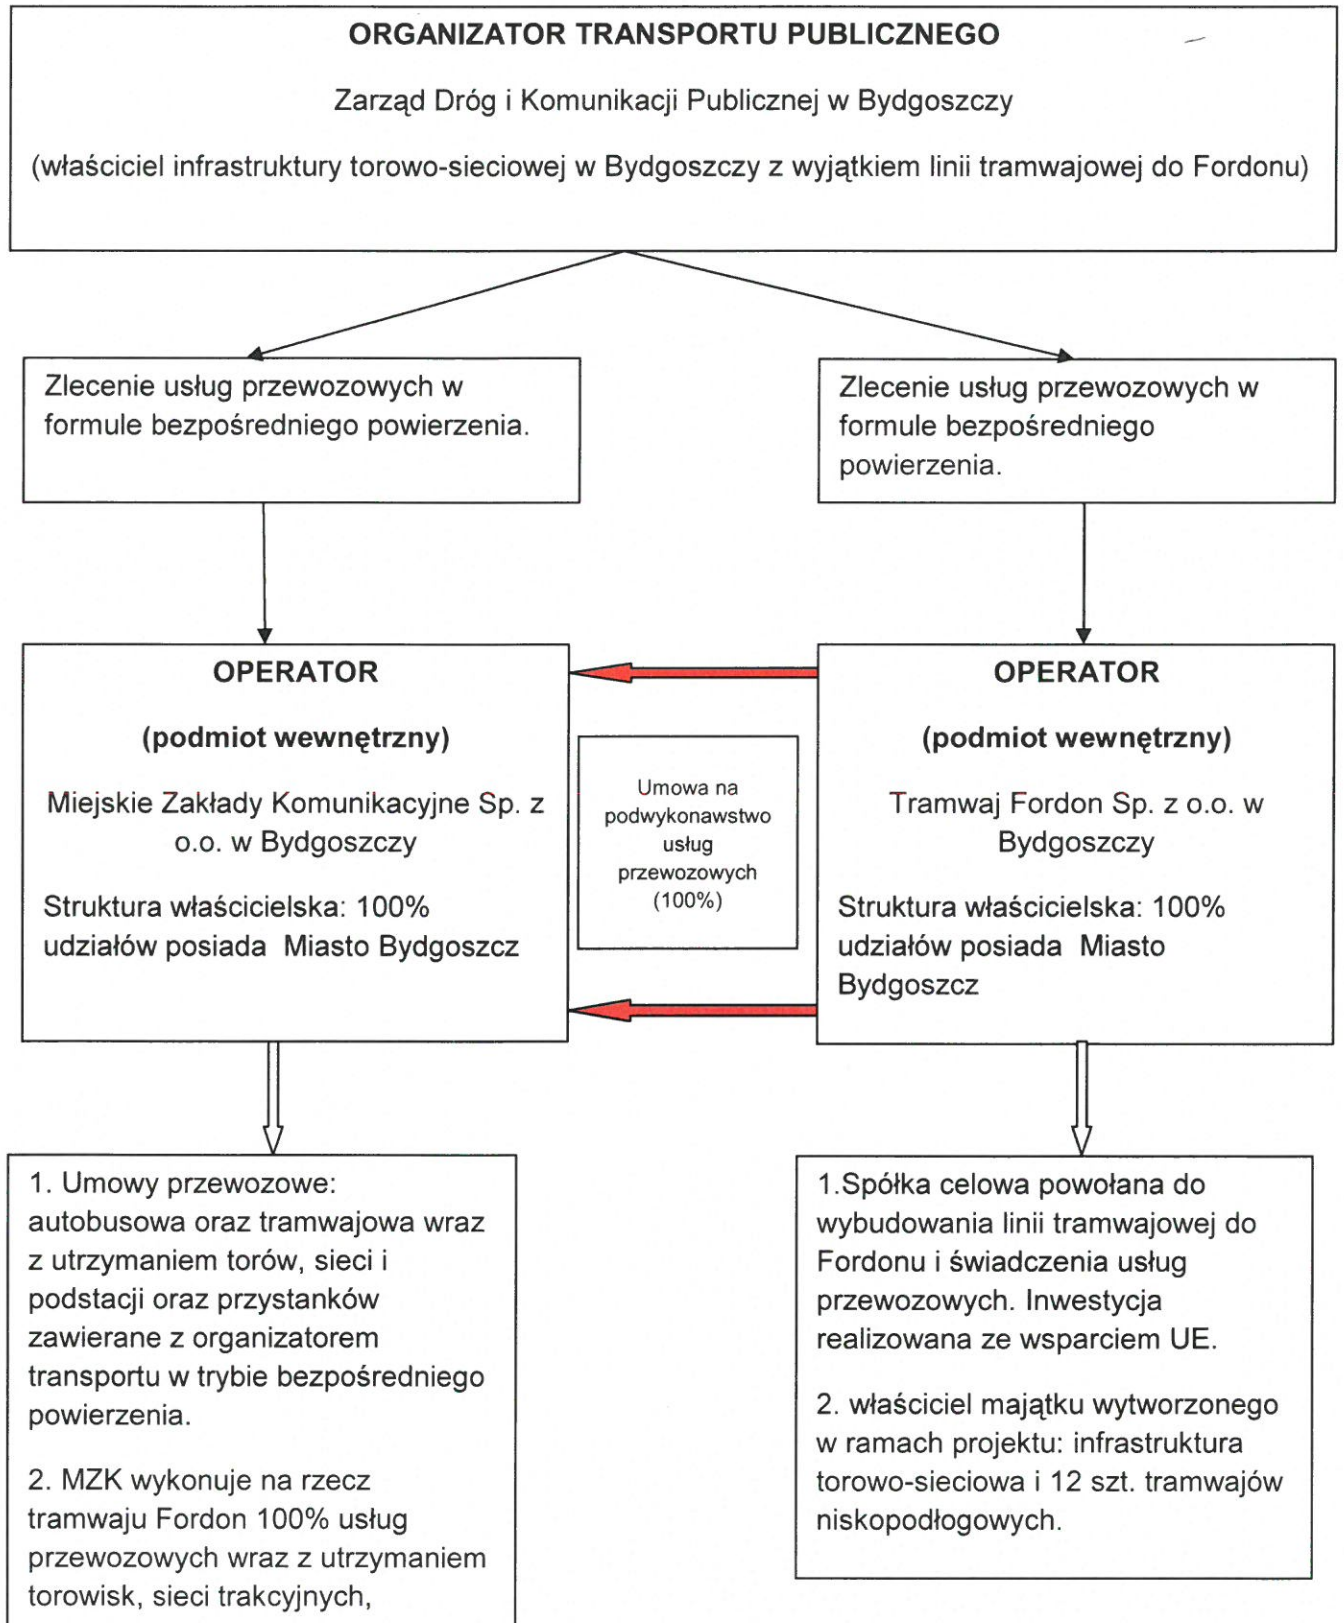 ORGANIZATOR TRANSPORTU PUBLICZNEGO
Zarząd Dróg i Komunikacji Publicznej w Bydgoszczy
(właściciel infrastruktury torowo-sieciowej w Bydgoszczy z wyjątkiem linii tramwajowej do Fordonu)
Zlecenie usług przewozowych w
formule bezpośredniego powierzenia.
Zlecenie usług przewozowych w
formule bezpośredniego
powierzenia.
OPERATOR
(podmiot wewnętrzny)
Miejskie Zakłady Komunikacyjne Sp. z
o.o. w Bydgoszczy
Struktura właścicielska: 100%
udziałów posiada Miasto Bydgoszcz
Umowa na
podwykonawstwo
usług
przewozowych
(100%)
OPERATOR
(podmiot wewnętrzny)
Tramwaj Fordon Sp. z o.o. w
Bydgoszczy
Struktura właścicielska: 100%
udziałów posiada Miasto
Bydgoszcz
1. Umowy przewozowe:
autobusowa oraz tramwajowa wraz
z utrzymaniem torów, sieci i
podstacji oraz przystanków
zawierane z organizatorem
transportu w trybie bezpośredniego
powierzenia.
2. MZK wykonuje na rzecz
tramwaju Fordon 100% usług
przewozowych wraz z utrzymaniem
torowisk, sieci trakcyjnych,
1.Spółka celowa powołana do
wybudowania linii tramwajowej do
Fordonu i świadczenia usług
przewozowych. Inwestycja
realizowana ze wsparciem UE.
2. właściciel majątku wytworzonego
w ramach projektu: infrastruktura
torowo-sieciowa i 12 szt. tramwajów
niskopodłogowych.